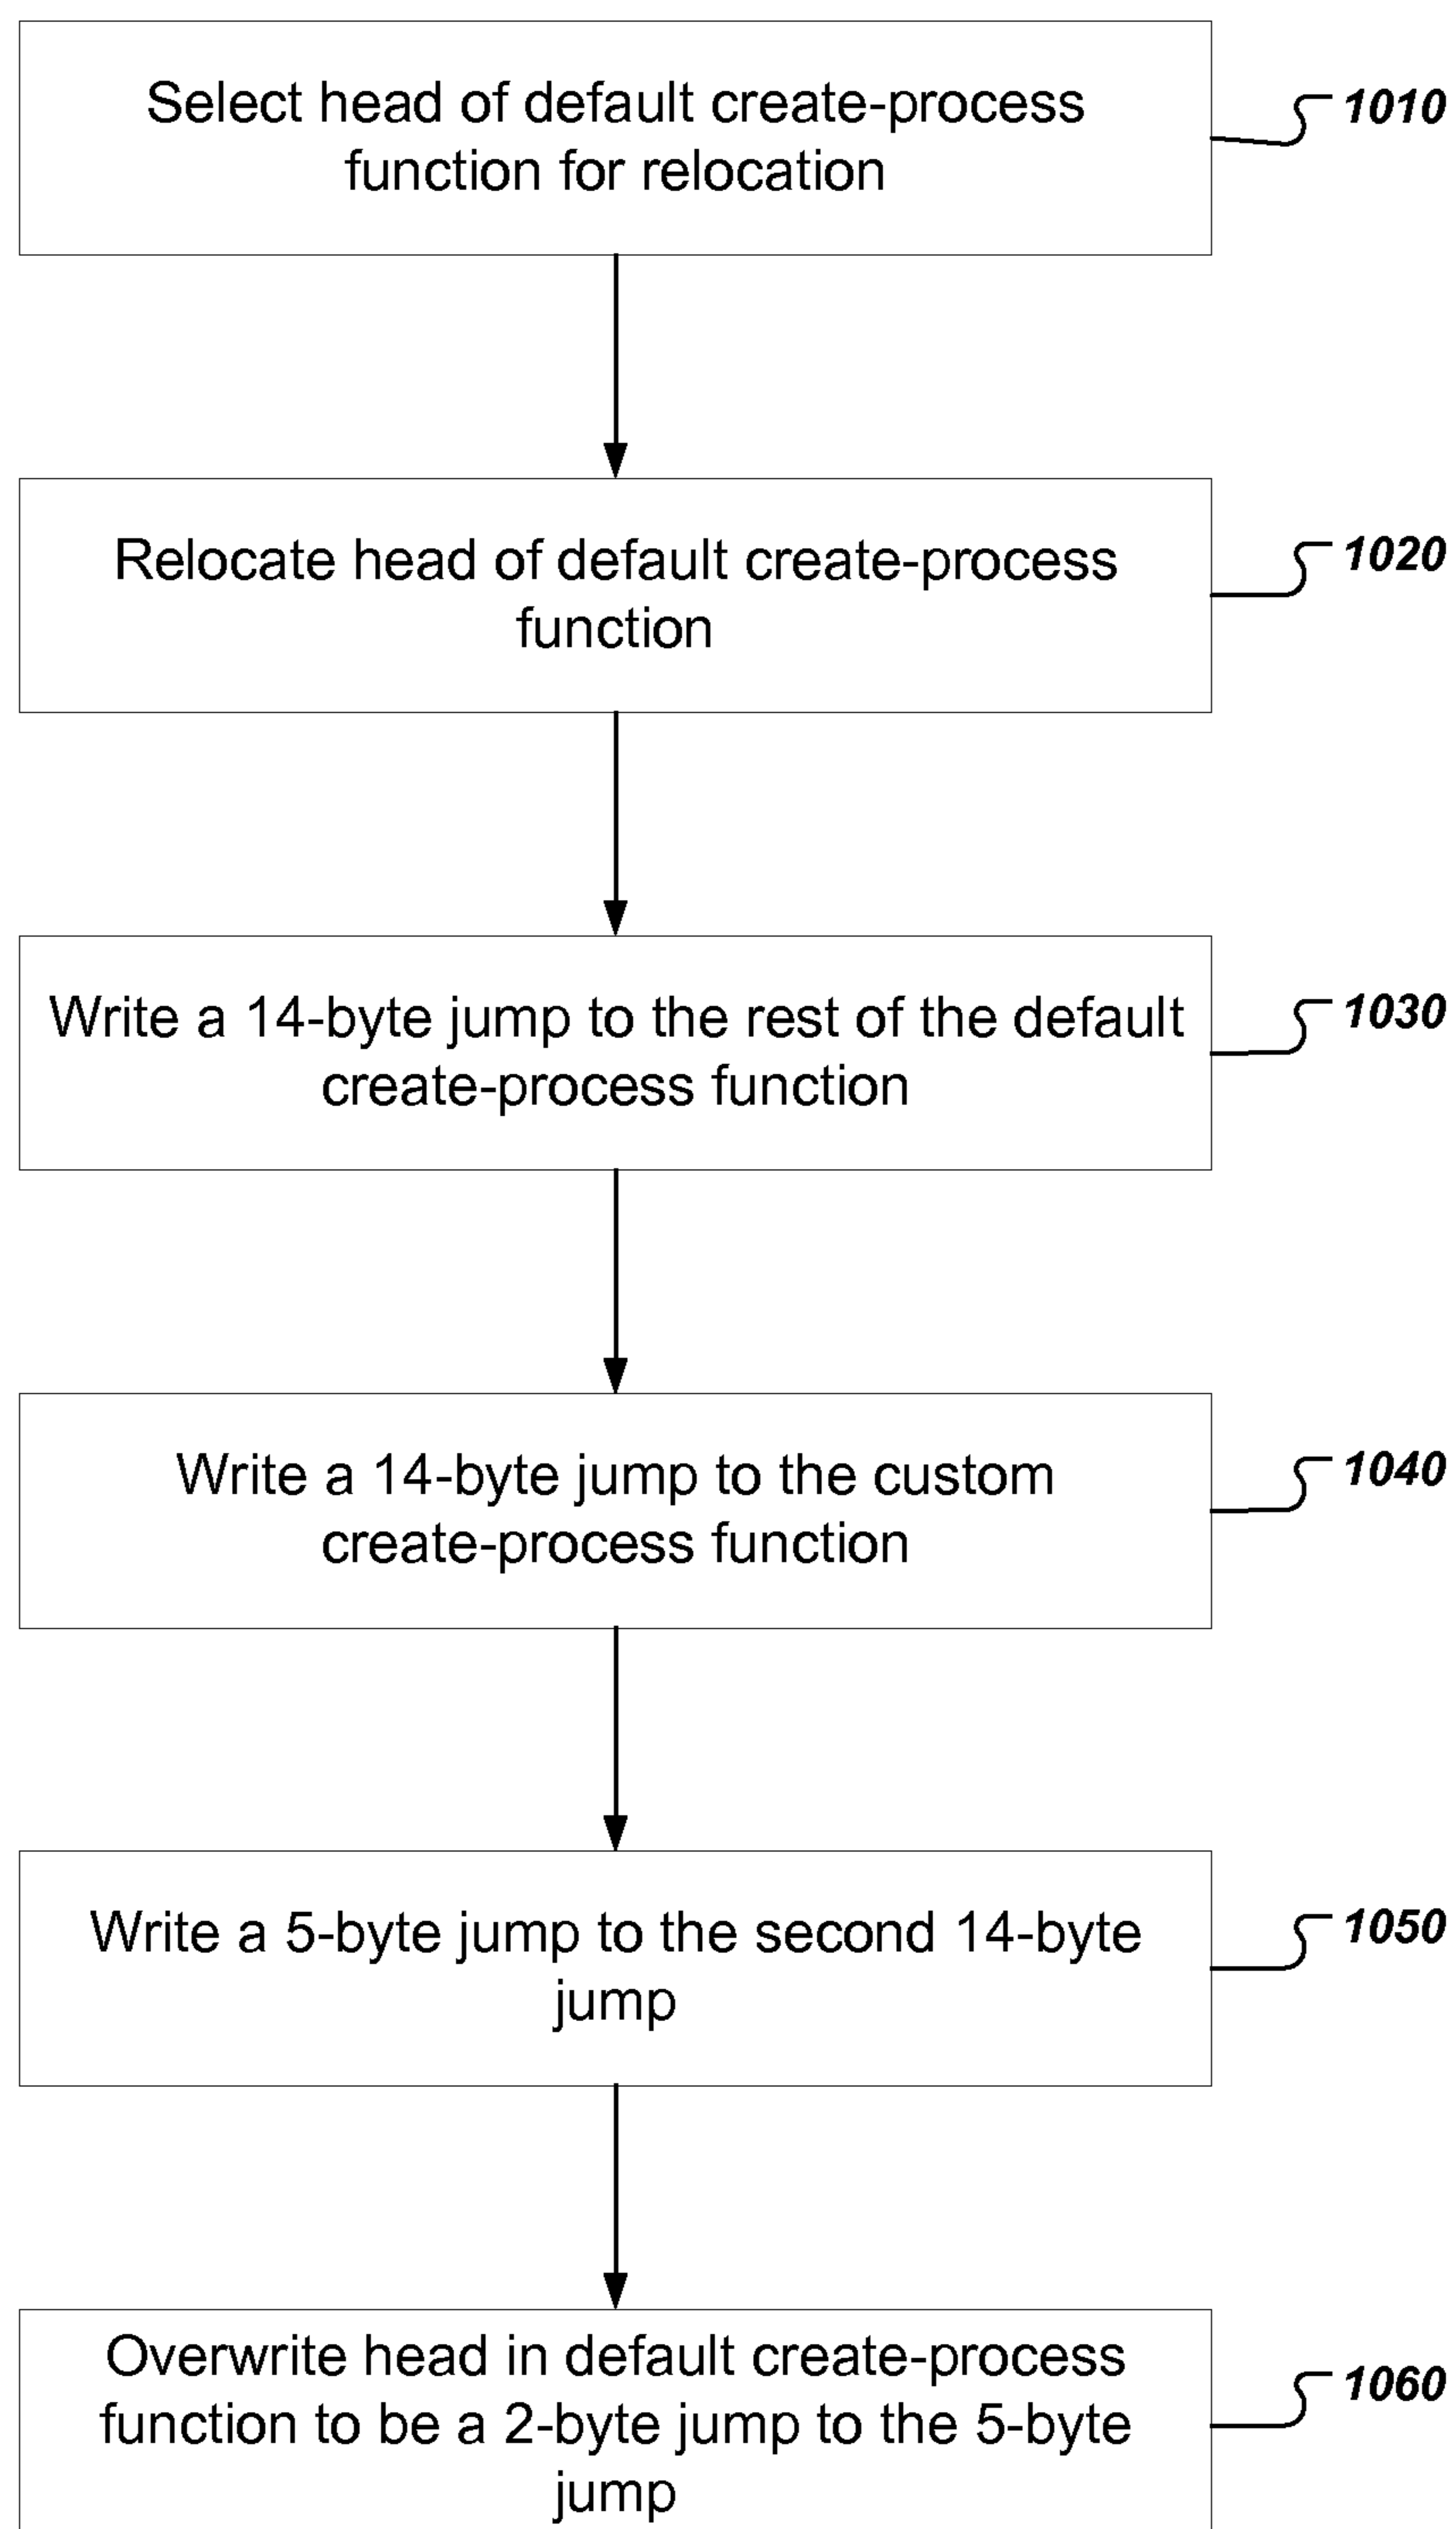 Select head of default create-process
function for relocation
1010
Relocate head of default create-process
function
1020
Write a 14-byte jump to the rest of the default
create-process function
1030
Write a 14-byte jump to the custom
create-process function
1040
Write a 5-byte jump to the second 14-byte
jump
1050
Overwrite head in default create-process
function to be a 2-byte jump to the 5-byte
jump
1060